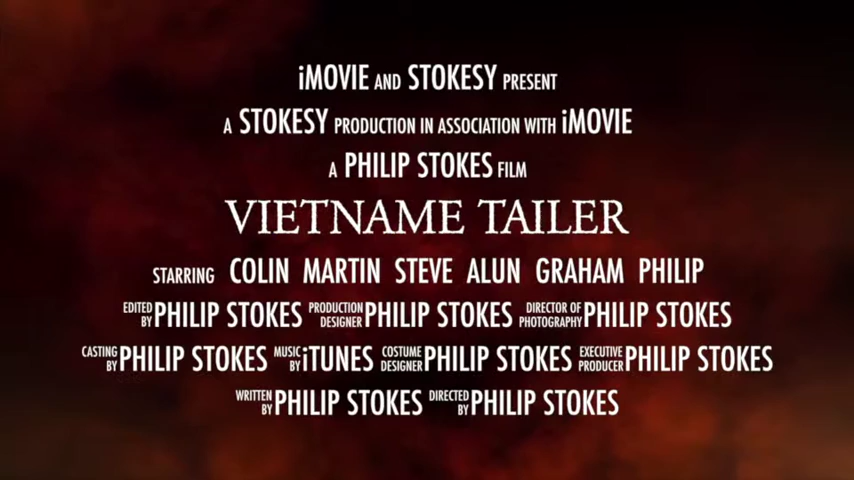 iMOVIE AND STOKESY PRESENT
A STOKESY PRODUCTION IN ASSOCIATION WITH iMOVIE
A PHILIP STOKES FILM
VIETNAME TAILER
STARRING COLIN MARTIN STEVE ALUN GRAHAM PHILIP
EDITED BY PHILIP STOKES PRODUCTION DESIGNER PHILIP STOKES DIRECTOR OF PHOTOGRAPHY PHILIP STOKES
CASTING BY PHILIP STOKES MUSIC BY iTUNES COSTUME DESIGNER PHILIP STOKES EXECUTIVE PRODUCER PHILIP STOKES
WRITTEN BY PHILIP STOKES DIRECTED BY PHILIP STOKES